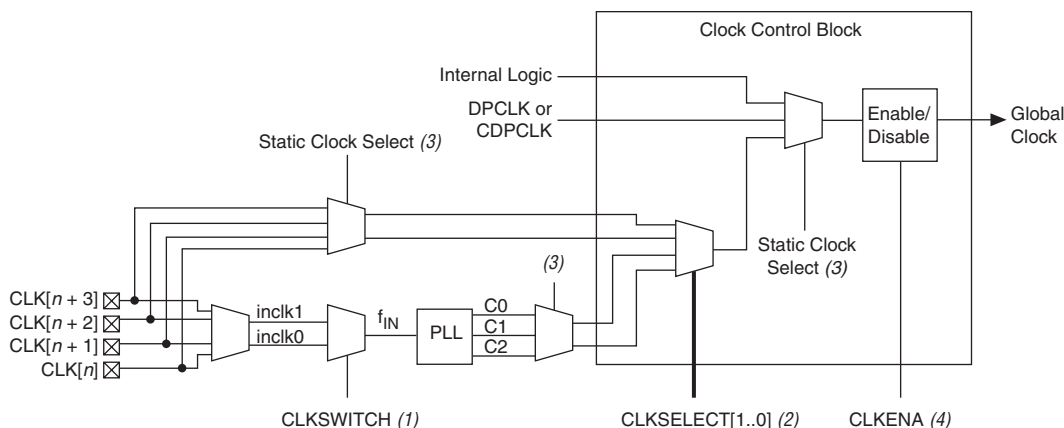 Clock Control Block
Internal Logic
DPCLK or
CDPCLK
Enable/
Disable
Global
Clock
Static Clock Select (3)
Static Clock
Select (3)
(3)
CLK[n + 3]
CLK[n + 2]
CLK[n + 1]
CLK[n]
inclk1
inclk0
fIN
PLL
C0
C1
C2
CLKSWITCH (1)
CLKSELECT[1..0] (2)
CLKENA (4)